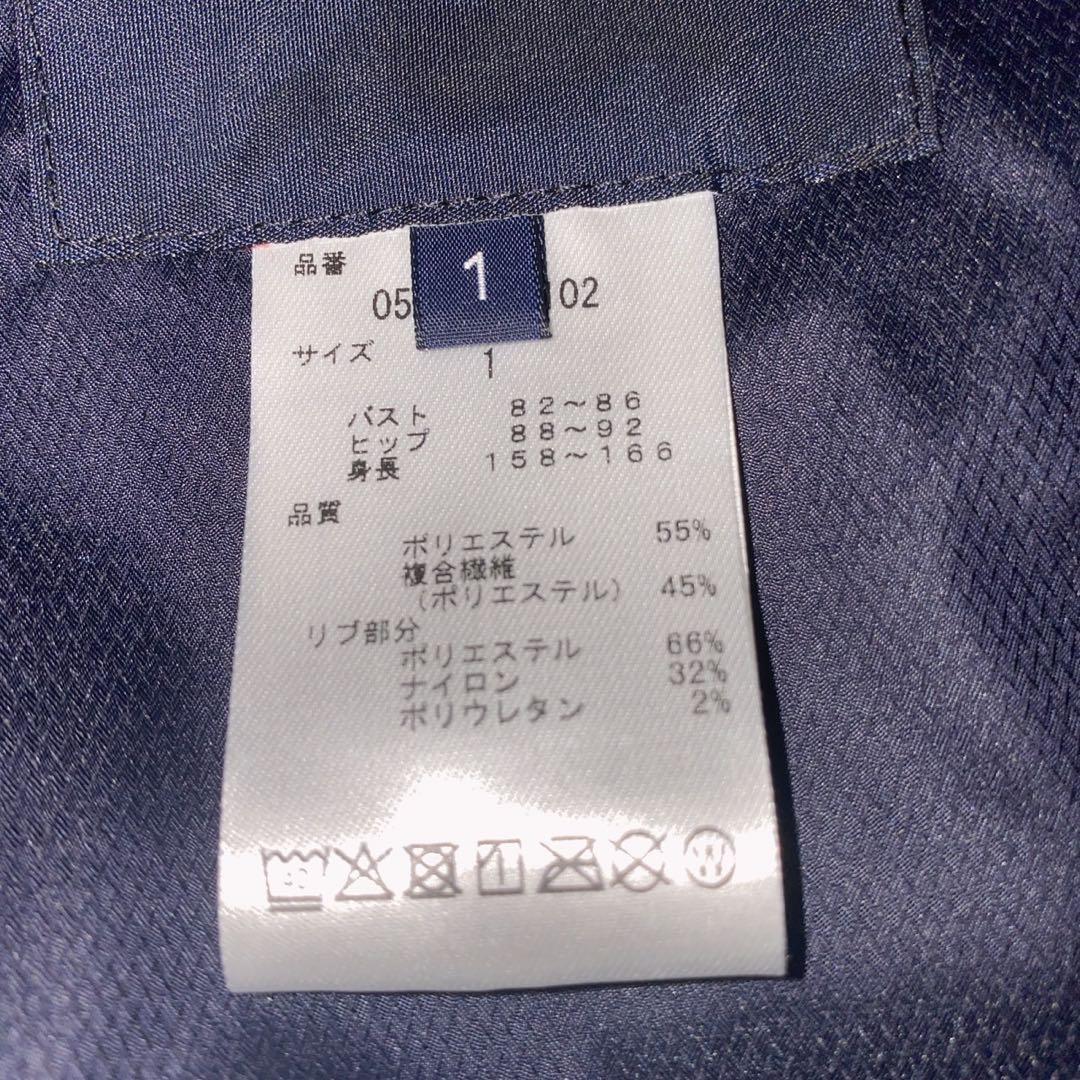 品番
05 1 02
サイズ
1
バスト 82～86
ヒップ 88～92
身長 158～166
品質
ポリエステル 55%
複合繊維
(ポリエステル) 45%
リブ部分
ポリエステル 66%
ナイロン 32%
ポリウレタン 2%
W